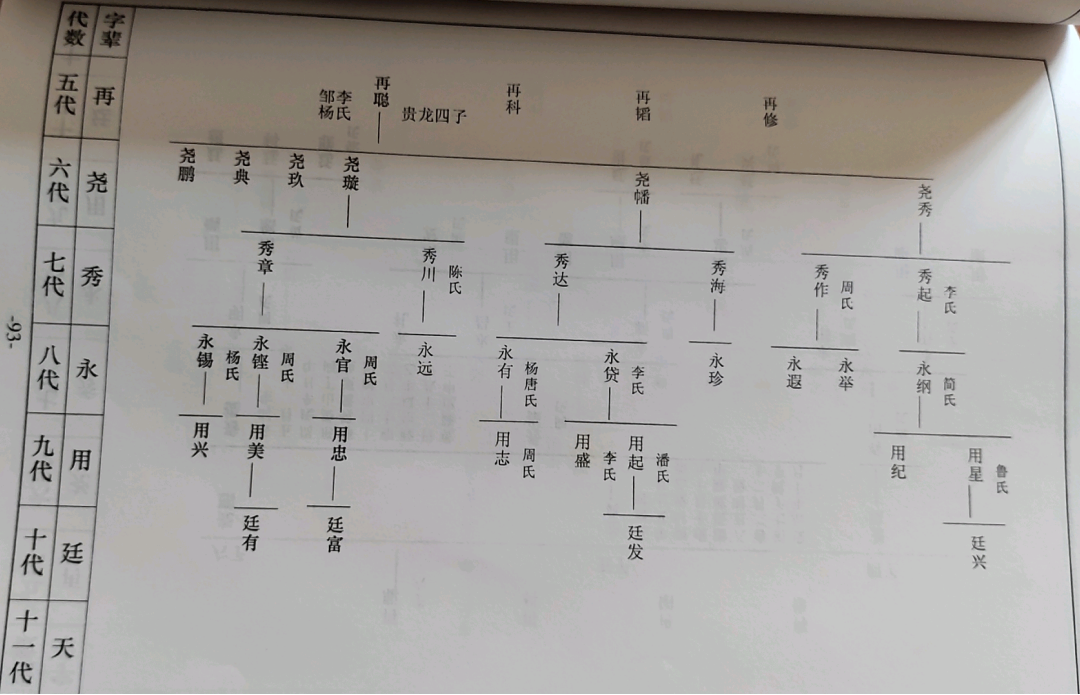 代数 字辈
五代 再
六代 尧
七代 秀
八代 永
九代 用
十代 廷
十一代 天
-93-
再聪 李氏 邹杨 贵龙四子
再科
再韬
再修
尧鹏
尧典
尧玖
尧璇
尧幡
尧秀
秀章
秀川 陈氏
秀达
秀海
秀作 周氏
秀起 李氏
永锡 杨氏
永铿 周氏
永官 周氏
永远
永有 杨唐氏
永贷 李氏
永珍
永遐
永举
永纲 简氏
用兴
用美
用忠
用志 周氏
用盛 李氏
用起 潘氏
用纪
用星 鲁氏
廷有
廷富
廷发
廷兴